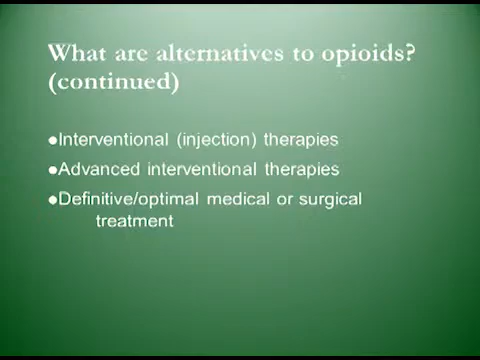 What are alternatives to opioids?
(continued)
●Interventional (injection) therapies
●Advanced interventional therapies
●Definitive/optimal medical or surgical
treatment